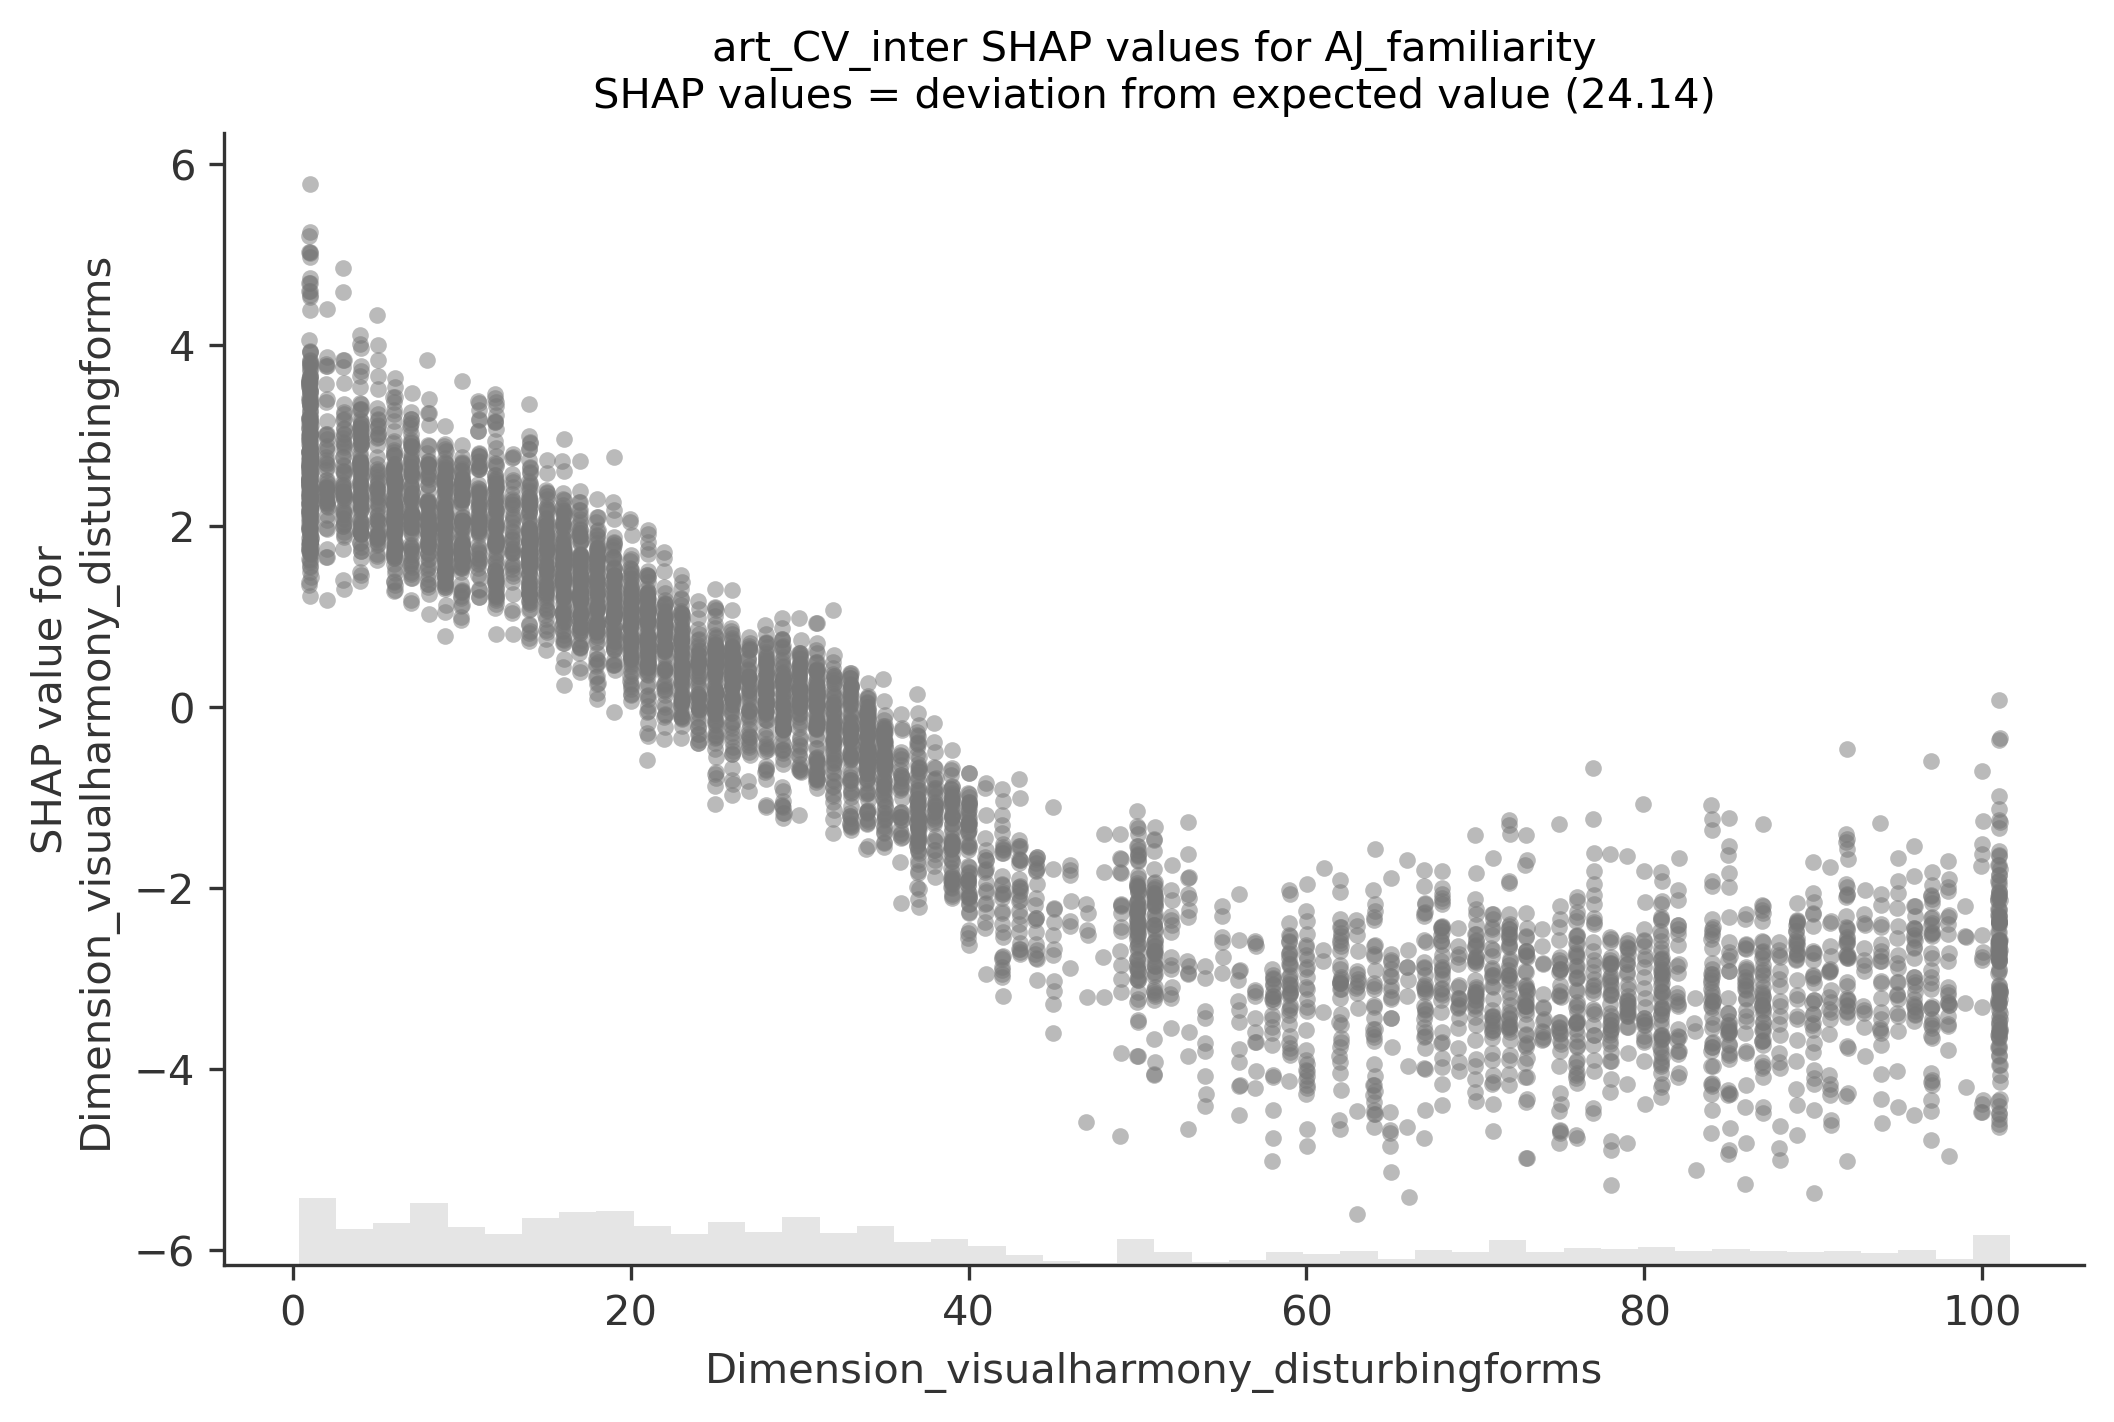 art_CV_inter SHAP values for AJ_familiarity
SHAP values = deviation from expected value (24.14)
SHAP value for
Dimension_visualharmony_disturbingforms
6
4
2
0
−2
−4
−6
0 20 40 60 80 100
Dimension_visualharmony_disturbingforms